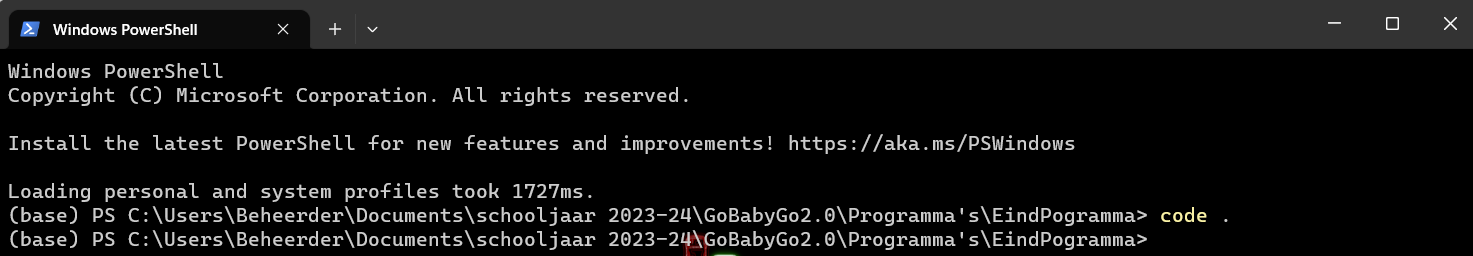 Windows PowerShell
Windows PowerShell
Copyright (C) Microsoft Corporation. All rights reserved.
Install the latest PowerShell for new features and improvements! https://aka.ms/PSWindows
Loading personal and system profiles took 1727ms.
(base) PS C:\Users\Beheerder\Documents\schooljaar 2023-24\GoBabyGo2.0\Programma's\EindPogramma> code .
(base) PS C:\Users\Beheerder\Documents\schooljaar 2023-24\GoBabyGo2.0\Programma's\EindPogramma>